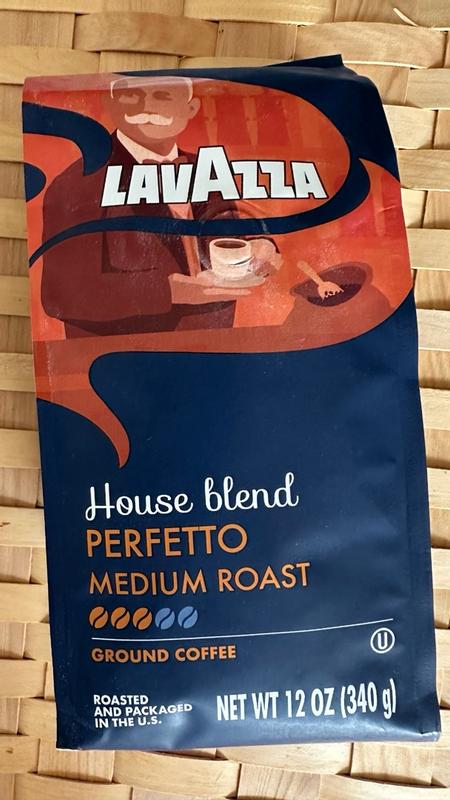 LAVAZZA
House blend
PERFETTO
MEDIUM ROAST
GROUND COFFEE
U
ROASTED
AND PACKAGED
IN THE U.S.
NET WT 12 OZ (340 g)